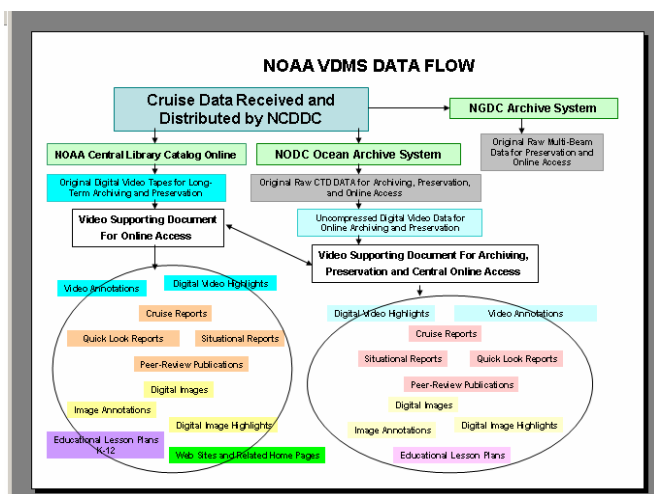 NOAA VDMS DATA FLOW
Cruise Data Received and
Distributed by NCDDC
NGDC Archive System
Original Raw Multi-Beam
Data for Preservation and
Online Access
NOAA Central Library Catalog Online
NODC Ocean Archive System
Original Digital Video Tapes for Long-
Term Archiving and Preservation
Original Raw CTD DATA for Archiving, Preservation,
and Online Access
Video Supporting Document
For Online Access
Uncompressed Digital Video Data for
Online Archiving and Preservation
Video Supporting Document For Archiving,
Preservation and Central Online Access
Video Annotations
Digital Video Highlights
Cruise Reports
Quick Look Reports
Situational Reports
Peer-Review Publications
Digital Images
Image Annotations
Digital Image Highlights
Educational Lesson Plans
K-12
Web Sites and Related Home Pages
Digital Video Highlights
Video Annotations
Cruise Reports
Situational Reports
Quick Look Reports
Peer-Review Publications
Digital Images
Image Annotations
Digital Image Highlights
Educational Lesson Plans